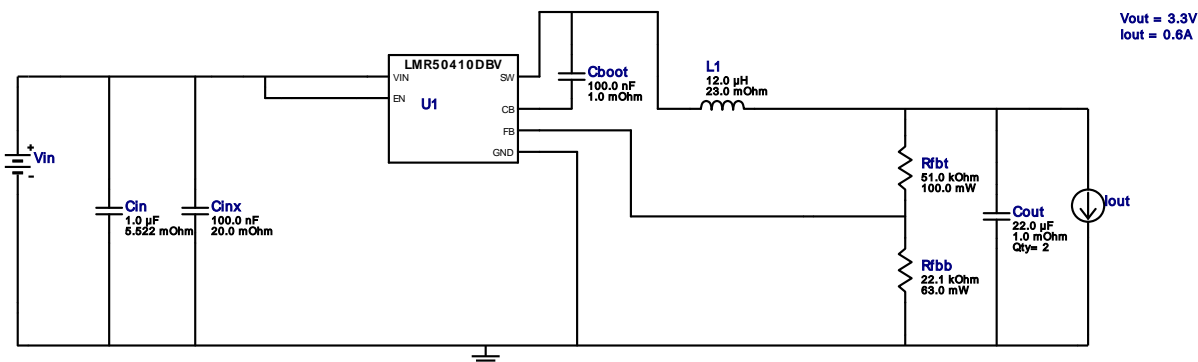 Vout = 3.3V
Iout = 0.6A
LMR50410DBV
VIN
SW
EN
U1
CB
FB
GND
Cboot
100.0 nF
1.0 mOhm
L1
12.0 µH
23.0 mOhm
Vin
+
-
Cin
1.0 µF
5.522 mOhm
Cinx
100.0 nF
20.0 mOhm
Rfbt
51.0 kOhm
100.0 mW
Cout
22.0 µF
1.0 mOhm
Qty= 2
Iout
Rfbb
22.1 kOhm
63.0 mW